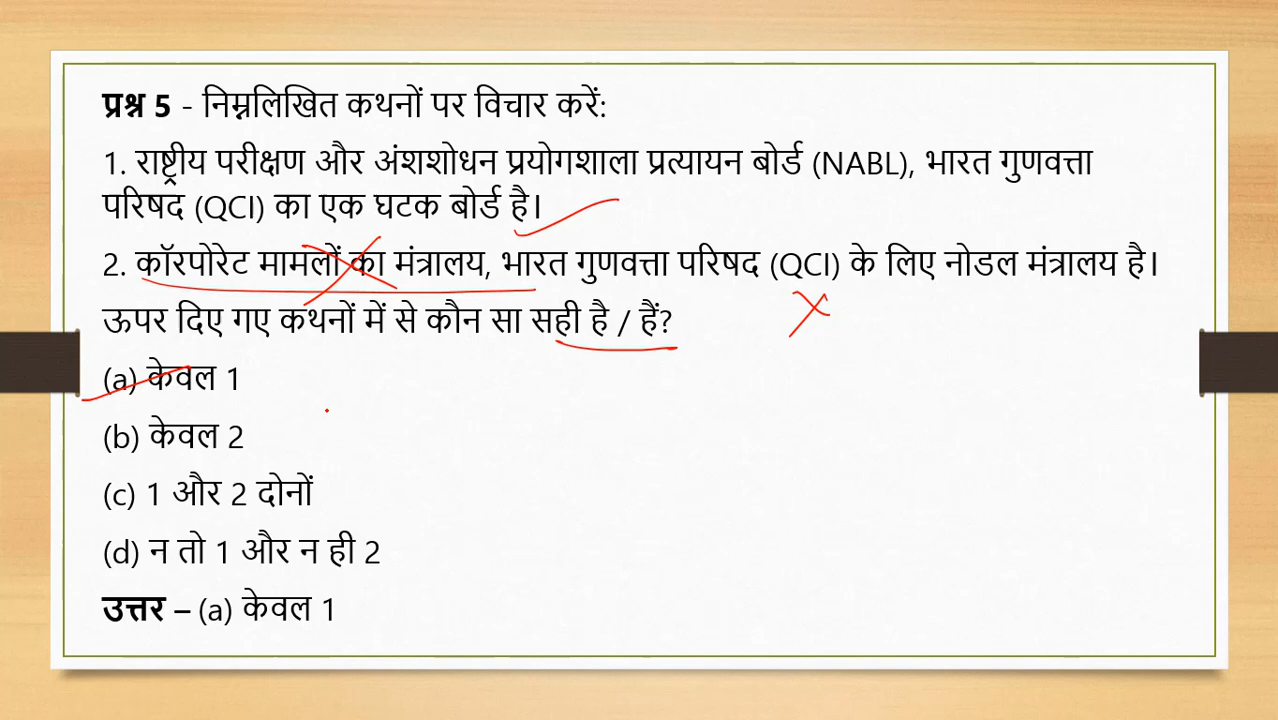 प्रश्न 5 - निम्नलिखित कथनों पर विचार करें:
1. राष्ट्रीय परीक्षण और अंशशोधन प्रयोगशाला प्रत्यायन बोर्ड (NABL), भारत गुणवत्ता
परिषद (QCI) का एक घटक बोर्ड है।
2. कॉरपोरेट मामलों का मंत्रालय, भारत गुणवत्ता परिषद (QCI) के लिए नोडल मंत्रालय है।
ऊपर दिए गए कथनों में से कौन सा सही है / हैं?
(a) केवल 1
(b) केवल 2
(c) 1 और 2 दोनों
(d) न तो 1 और न ही 2
उत्तर – (a) केवल 1